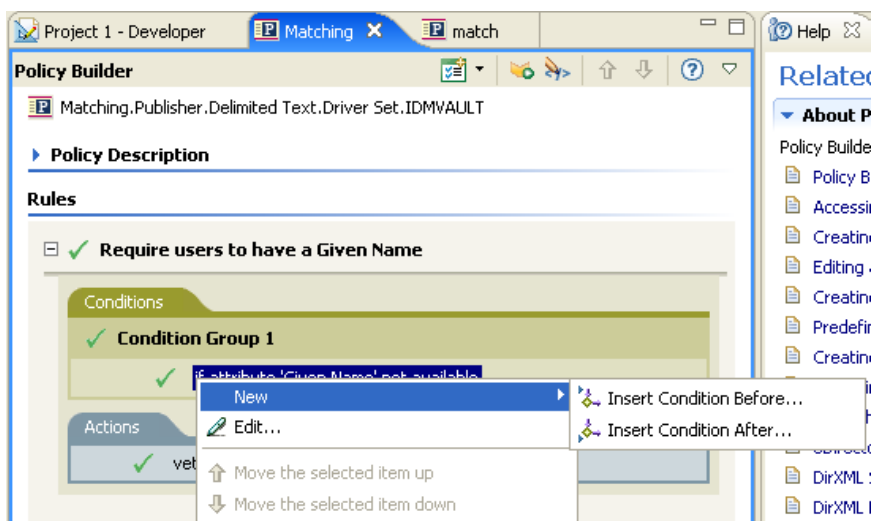 Project 1 - Developer
Matching
match
Help
Policy Builder
Matching.Publisher.Delimited Text.Driver Set.IDMVAULT
Policy Description
Rules
Require users to have a Given Name
Conditions
Condition Group 1
if attribute 'Given Name' not available
New
Insert Condition Before...
Insert Condition After...
Edit...
Actions
Move the selected item up
Move the selected item down
About P
Policy Builde
Policy B
Editing
DirXML
DirXML